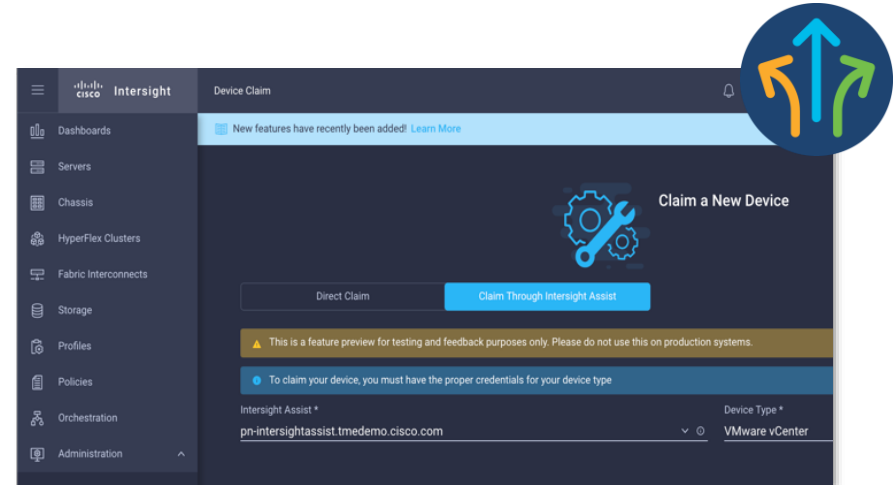 cisco Intersight
Device Claim
Dashboards
New features have recently been added! Learn More
Servers
Chassis
Claim a New Device
HyperFlex Clusters
Fabric Interconnects
Direct Claim
Claim Through Intersight Assist
Storage
Profiles
This is a feature preview for testing and feedback purposes only. Please do not use this on production systems.
Policies
To claim your device, you must have the proper credentials for your device type
Intersight Assist *
Device Type *
Orchestration
pn-intersightassist.tmedemo.cisco.com
VMware vCenter
Administration